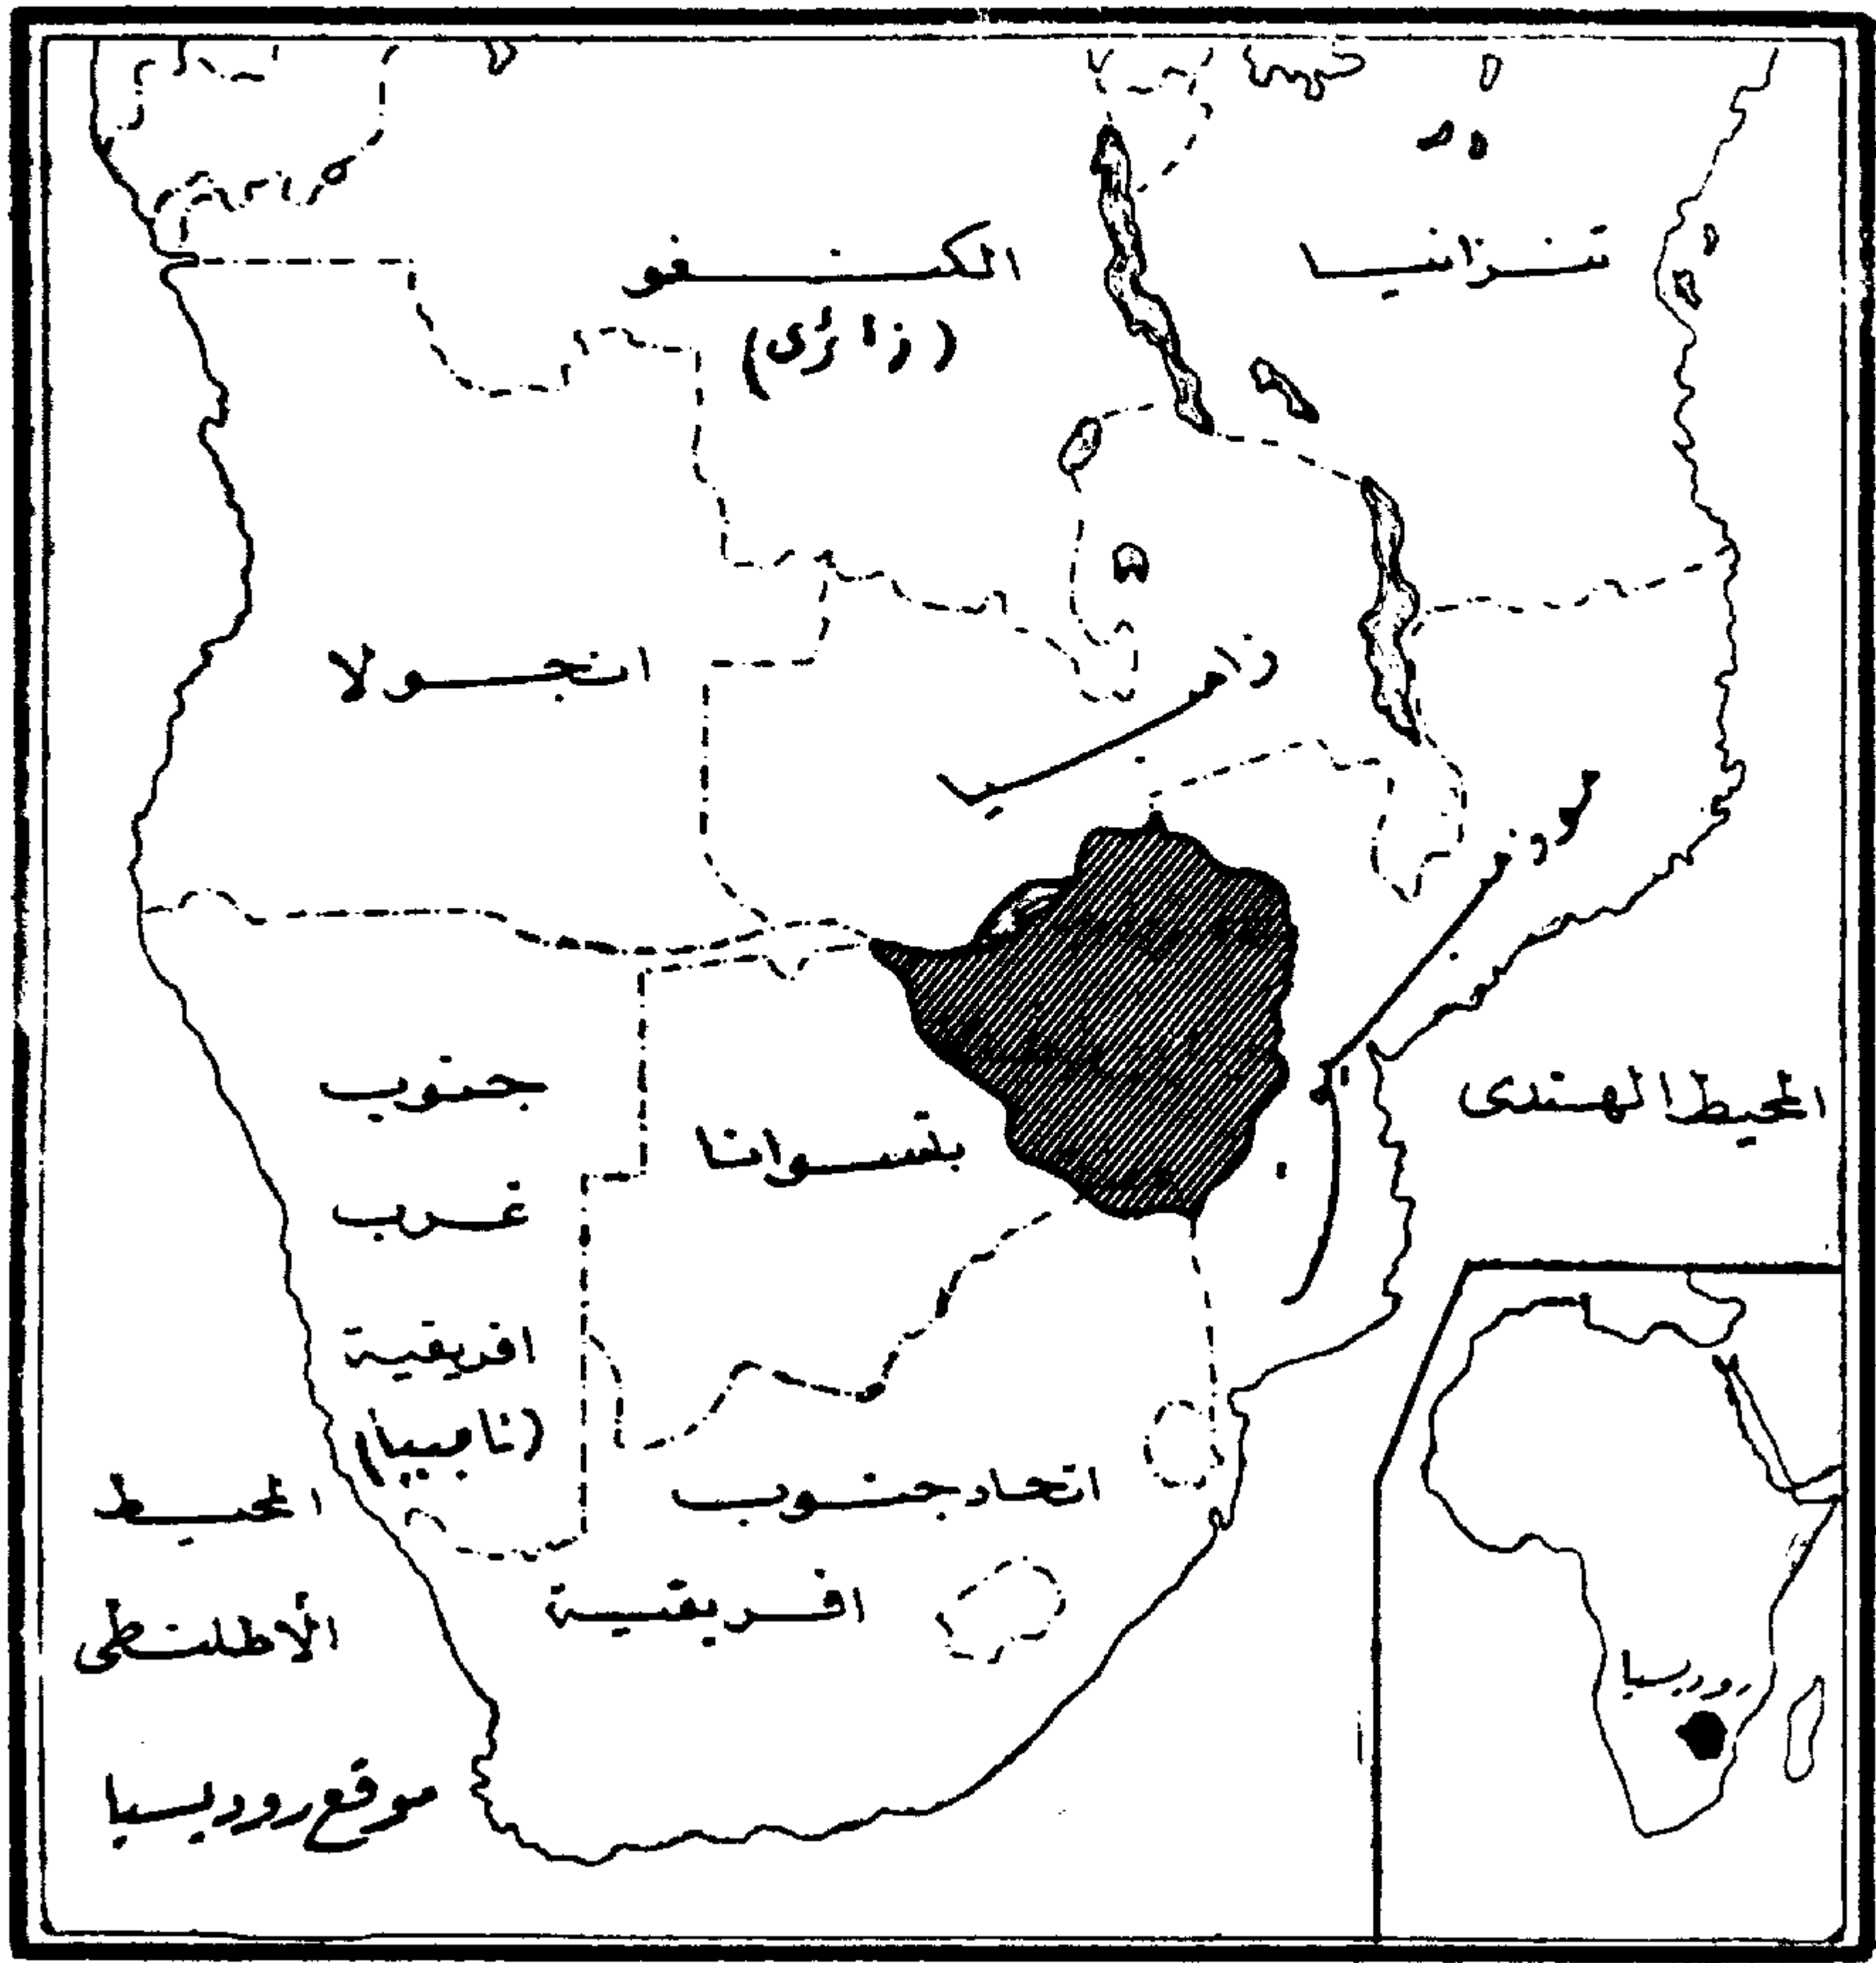 الكنغو
(زائرى)
تنزانيا
انجولا
زامبيا
موزمبيق
جنوب
غرب
افريقية
(ناميبيا)
بتسوانا
المحيط الهندى
اتحاد جنوب
افريقية
المحيط
الأطلنطى
روديسيا
موقع روديسيا